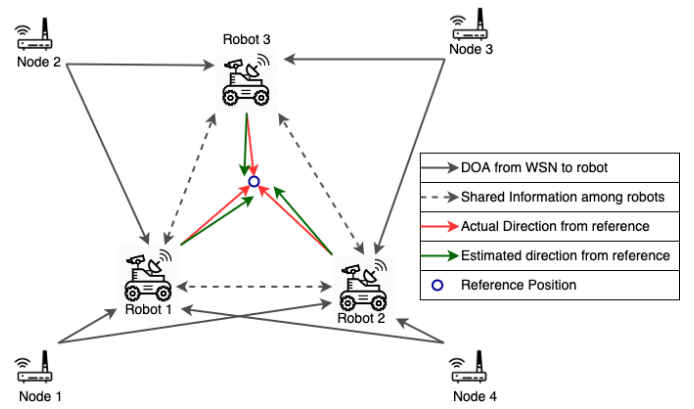 Node 2
Robot 3
Node 3
DOA from WSN to robot
Shared Information among robots
Actual Direction from reference
Estimated direction from reference
Reference Position
Robot 1
Robot 2
Node 1
Node 4